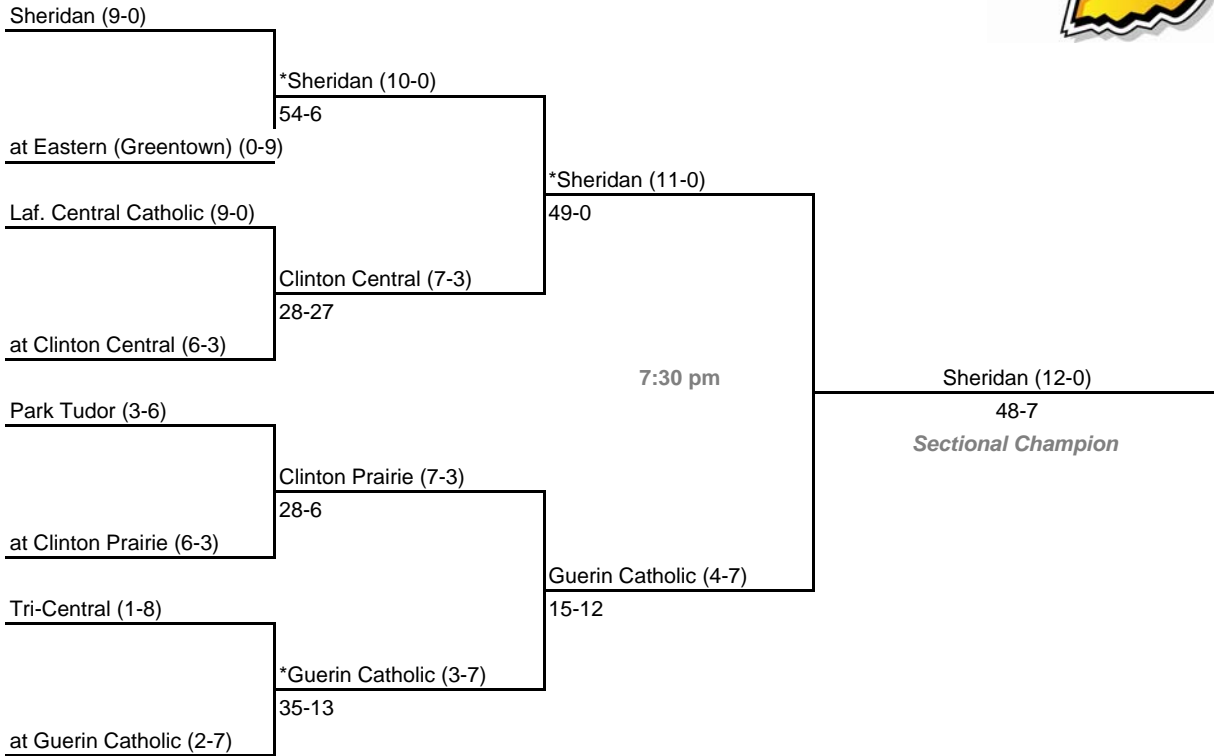 Sheridan (9-0)
*Sheridan (10-0)
54-6
at Eastern (Greentown) (0-9)
*Sheridan (11-0)
49-0
Laf. Central Catholic (9-0)
Clinton Central (7-3)
28-27
at Clinton Central (6-3)
7:30 pm
Sheridan (12-0)
48-7
Sectional Champion
Park Tudor (3-6)
Clinton Prairie (7-3)
28-6
at Clinton Prairie (6-3)
Guerin Catholic (4-7)
15-12
Tri-Central (1-8)
*Guerin Catholic (3-7)
35-13
at Guerin Catholic (2-7)